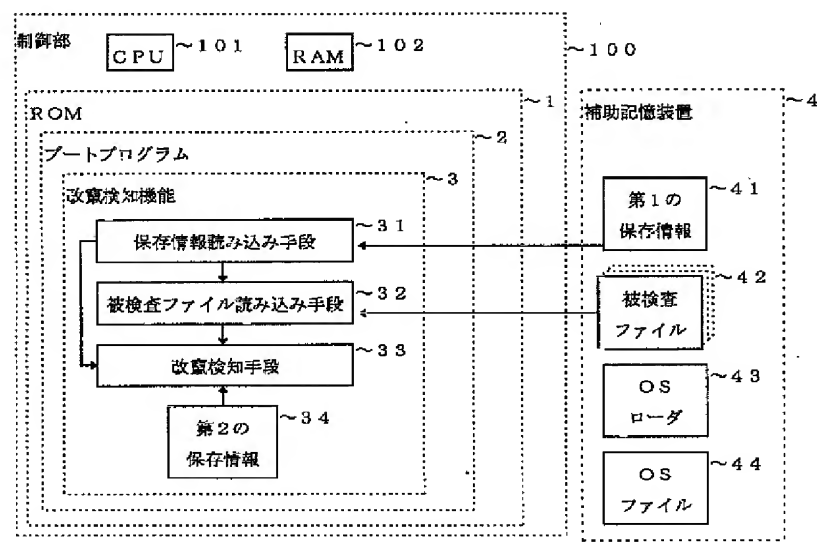 制御部
CPU
～101
RAM
～102
～100
ROM
～1
ブートプログラム
～2
改竄検知機能
～3
保存情報読み込み手段
～31
被検査ファイル読み込み手段
～32
改竄検知手段
～33
第2の
保存情報
～34
補助記憶装置
～4
第1の
保存情報
～41
被検査
ファイル
～42
OS
ローダ
～43
OS
ファイル
～44